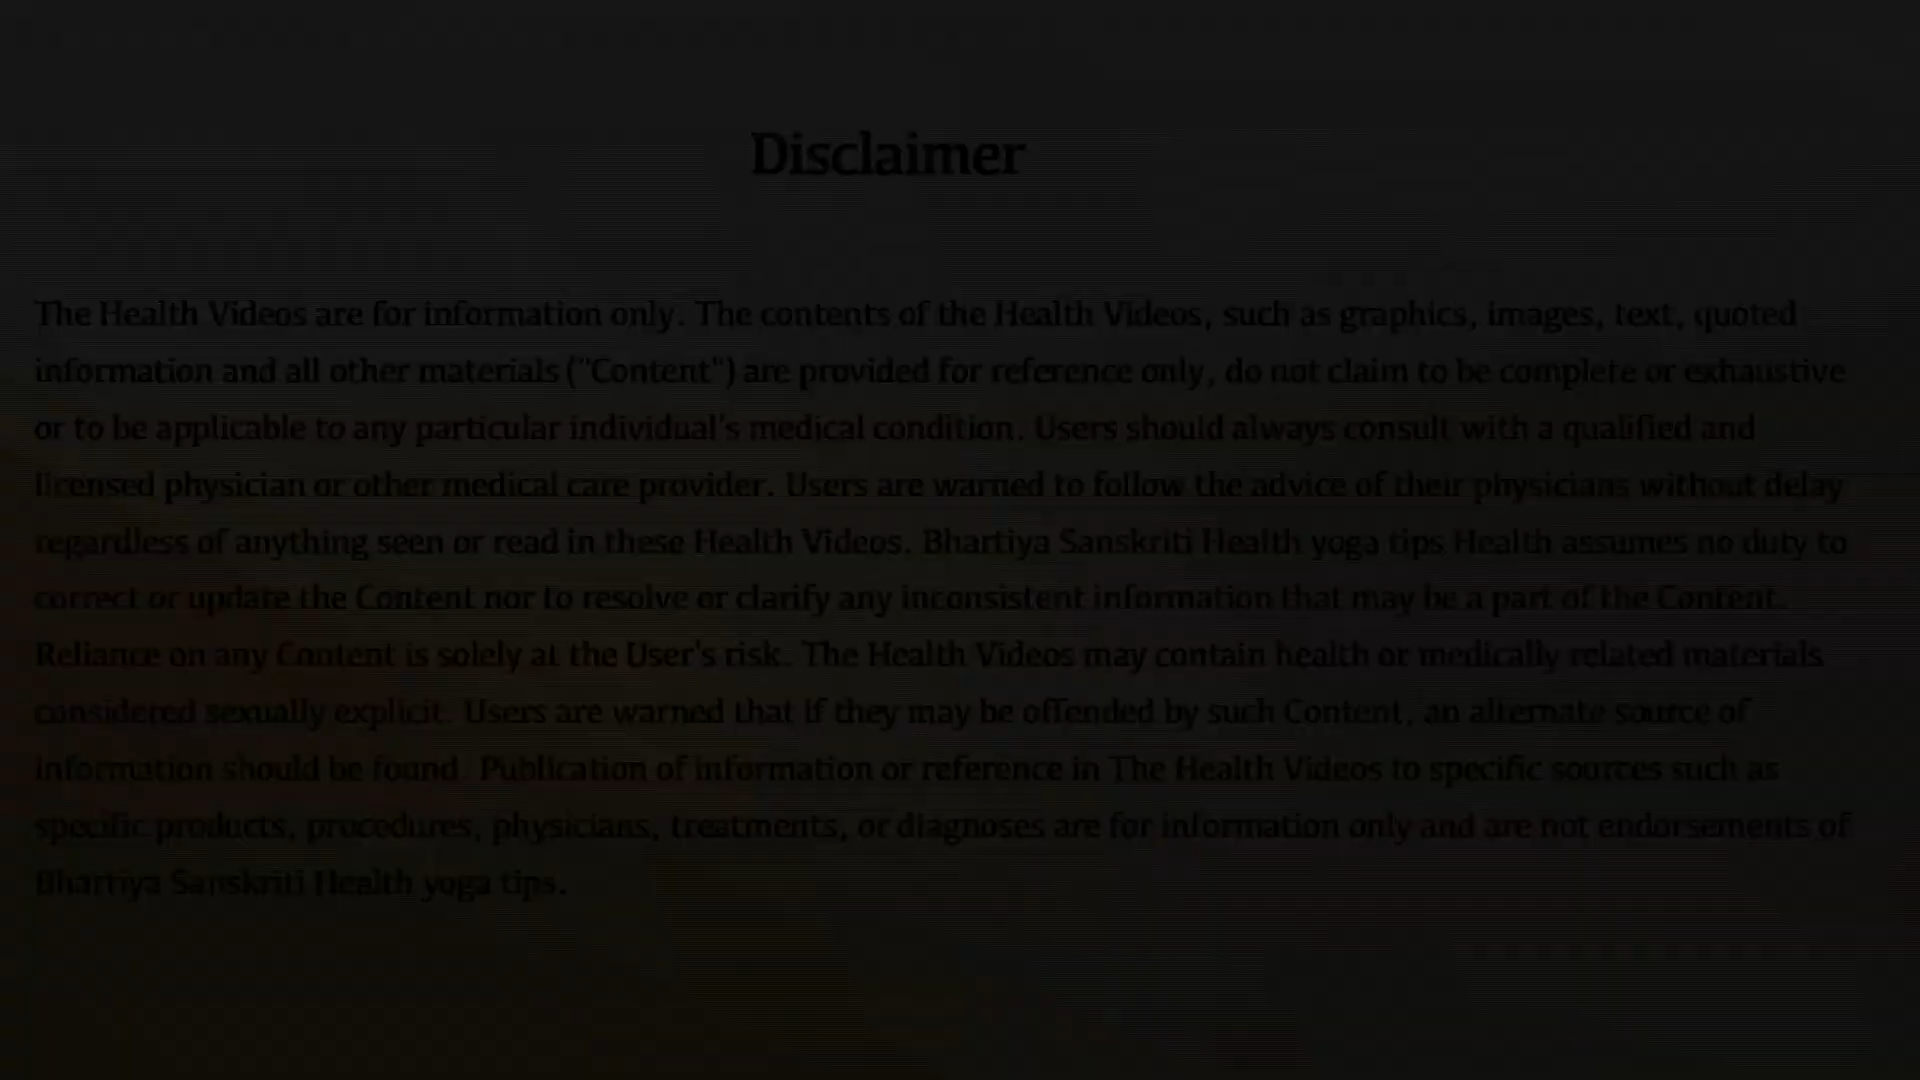 Disclaimer
The Health Videos are for information only. The contents of the Health Videos, such as graphics, images, text, quoted
information and all other materials ("Content") are provided for reference only, do not claim to be complete or exhaustive
or to be applicable to any particular individual's medical condition. Users should always consult with a qualified and
licensed physician or other medical care provider. Users are warned to follow the advice of their physicians without delay
regardless of anything seen or read in these Health Videos. Bhartiya Sanskriti Health yoga tips Health assumes no duty to
correct or update the Content nor to resolve or clarify any inconsistent information that may be a part of the Content.
Reliance on any Content is solely at the User's risk. The Health Videos may contain health or medically related materials
considered sexually explicit. Users are warned that if they may be offended by such Content, an alternate source of
information should be found. Publication of information or reference in The Health Videos to specific sources such as
specific products, procedures, physicians, treatments, or diagnoses are for information only and are not endorsements of
Bhartiya Sanskriti Health yoga tips.